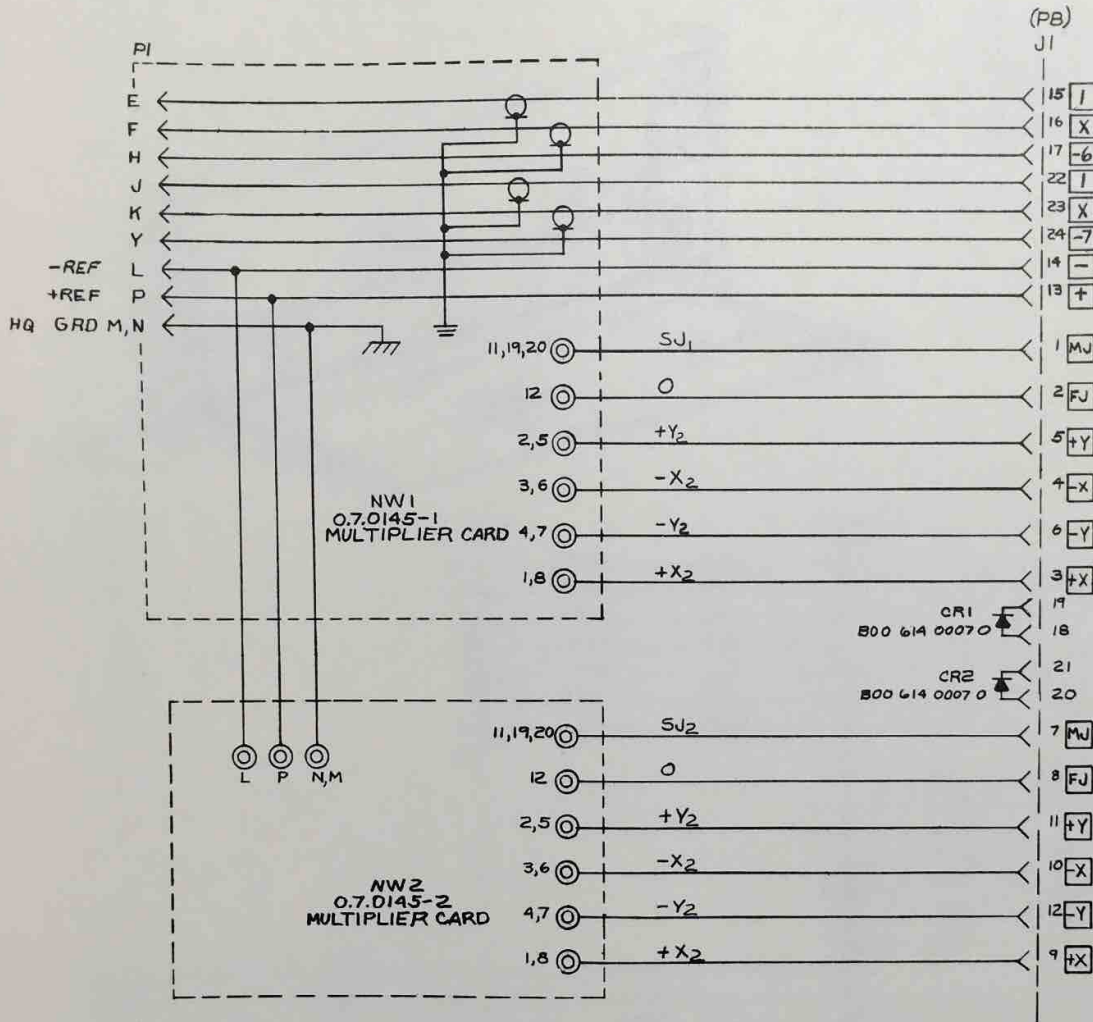 (PB)
J1
P1
E 15 1
F 16 X
H 17 -6
J 22 1
K 23 X
Y 24 -7
-REF L 14 -
+REF P 13 +
HQ GRD M,N
11,19,20 SJ1 1 MJ
12 O 2 FJ
2,5 +Y2 5 +Y
3,6 -X2 4 -X
NW1
0.7.0145-1
MULTIPLIER CARD
4,7 -Y2 6 -Y
1,8 +X2 3 +X
CR1
B00 614 0007 0
19
18
CR2
B00 614 0007 0
21
20
11,19,20 SJ2 7 MJ
L P N,M
12 O 8 FJ
2,5 +Y2 11 +Y
3,6 -X2 10 -X
NW2
0.7.0145-2
MULTIPLIER CARD
4,7 -Y2 12 -Y
1,8 +X2 9 +X